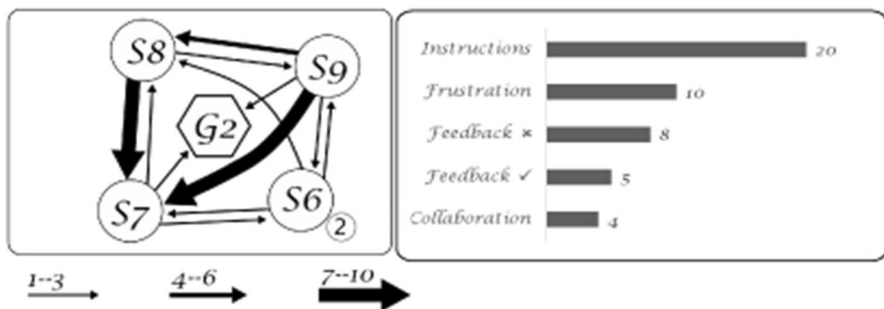 S8
S9
G2
S7
S6
2
1--3
4--6
7--10
Instructions 20
Frustration 10
Feedback × 8
Feedback ✓ 5
Collaboration 4